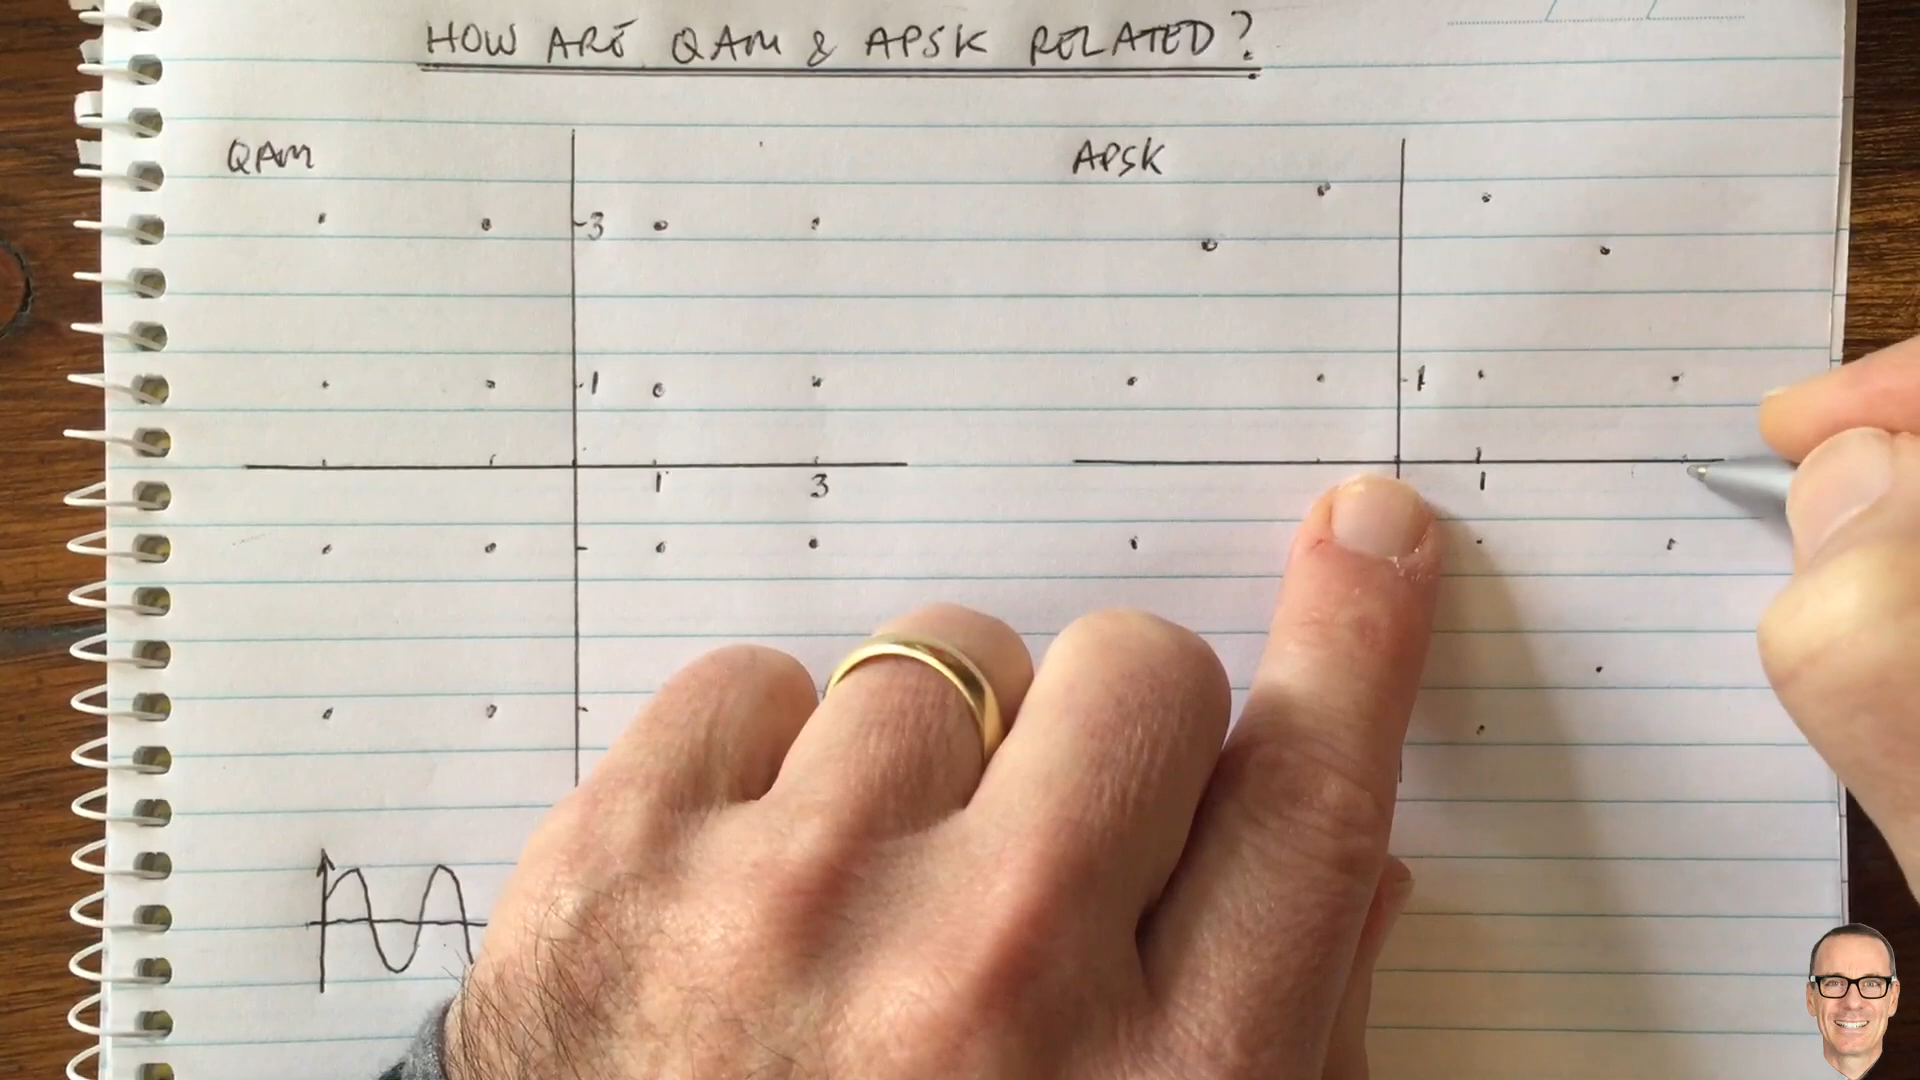 HOW ARE QAM & APSK RELATED?
QAM
APSK
3
1
1
1 3
1